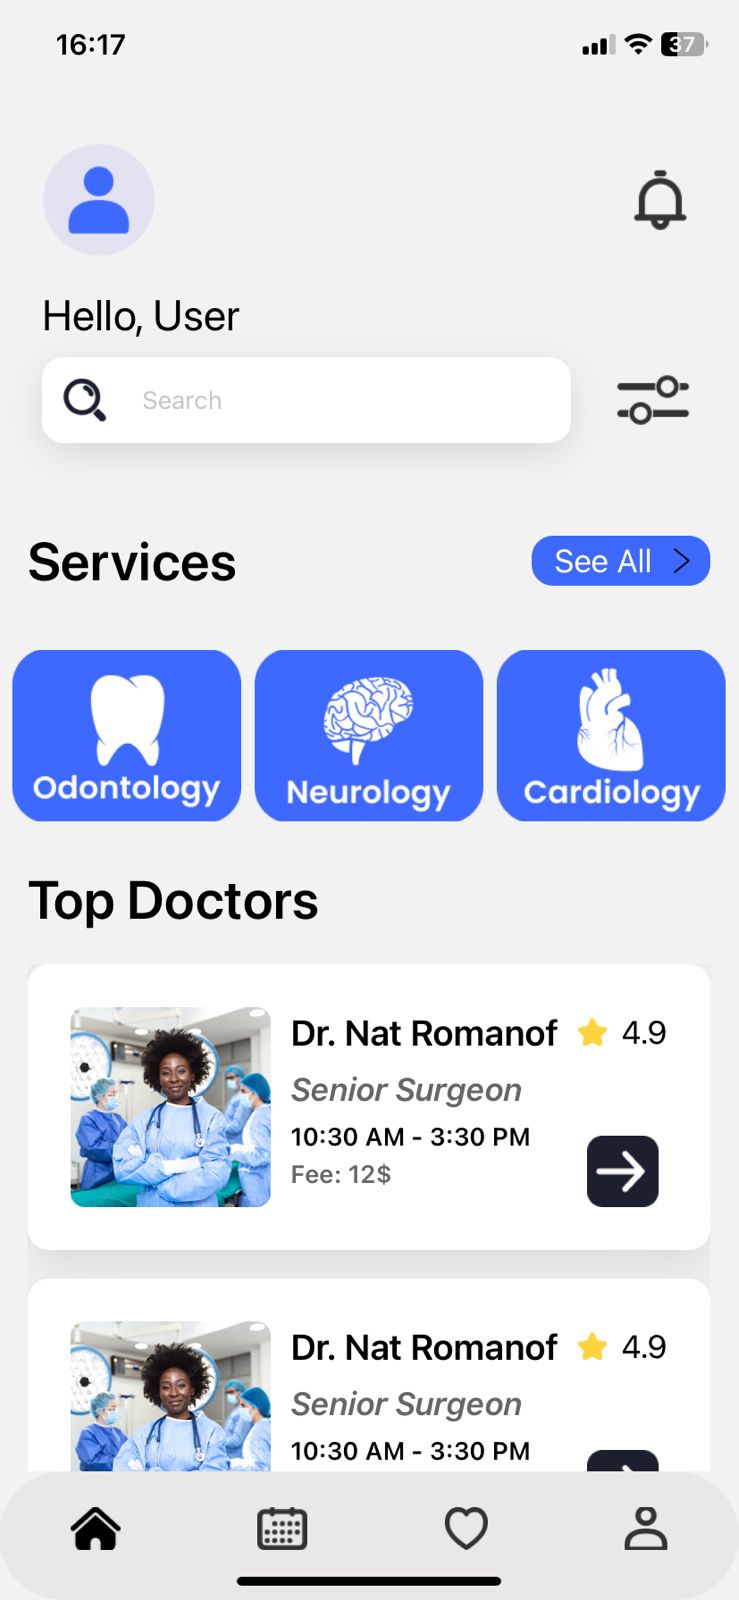 16:17
37
Hello, User
Search
Services
See All
Odontology
Neurology
Cardiology
Top Doctors
Dr. Nat Romanof 4.9
Senior Surgeon
10:30 AM - 3:30 PM
Fee: 12$
Dr. Nat Romanof 4.9
Senior Surgeon
10:30 AM - 3:30 PM